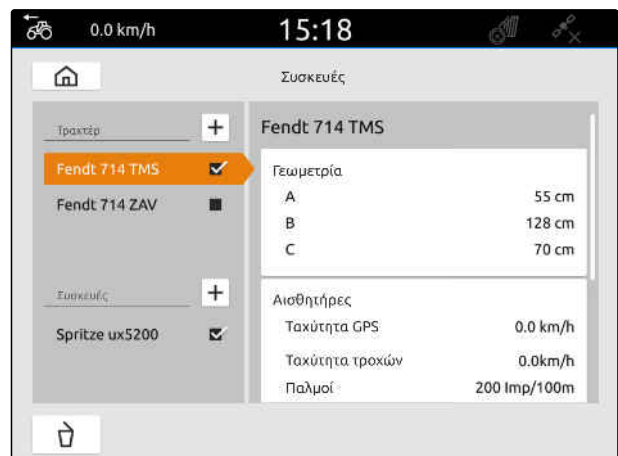 0.0 km/h 15:18
Συσκευές
Τραχτέρ +
Fendt 714 TMS
Fendt 714 ZAV
Συσκευές +
Spritze ux5200
Fendt 714 TMS
Γεωμετρία
A 55 cm
B 128 cm
C 70 cm
Αισθητήρες
Ταχύτητα GPS 0.0 km/h
Ταχύτητα τροχών 0.0km/h
Παλμοί 200 Imp/100m